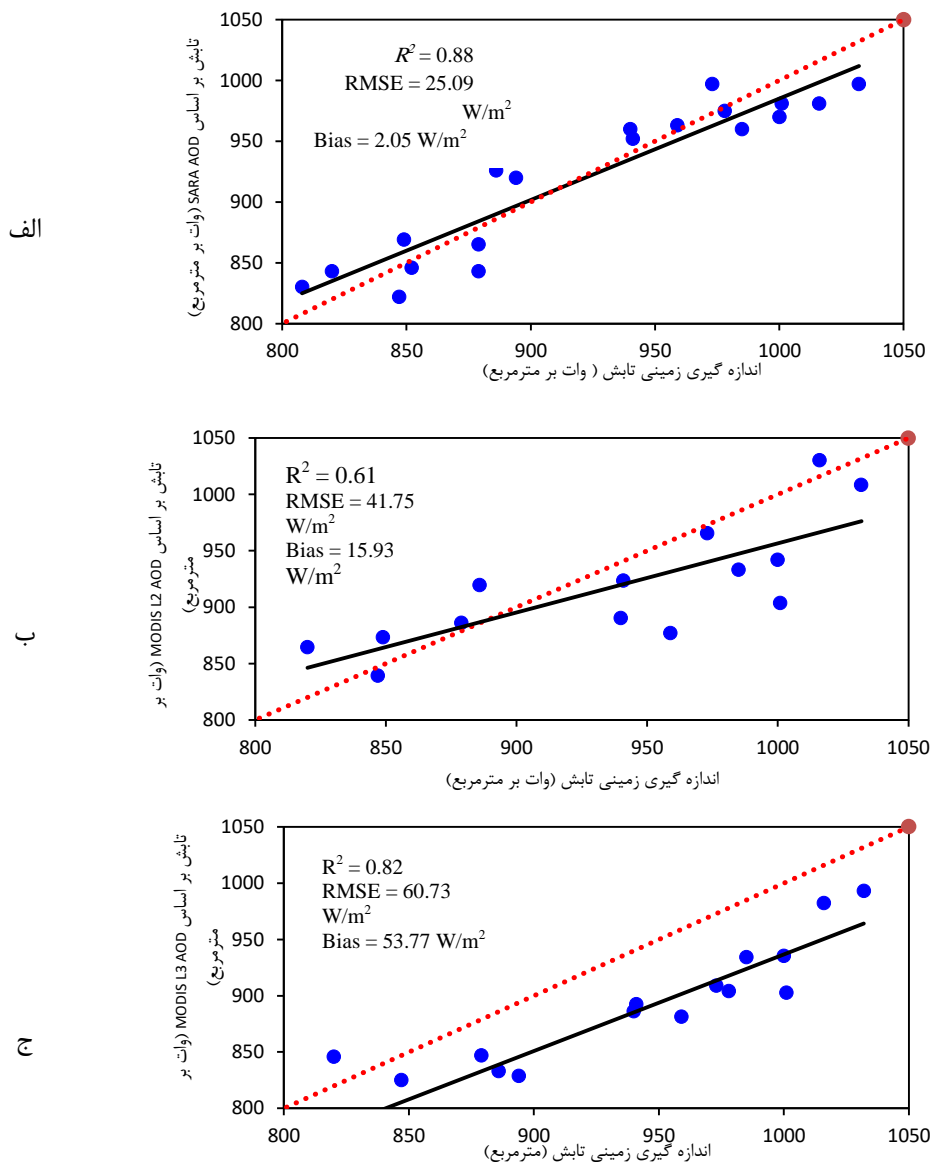 الف
تابش بر اساس SARA AOD (وات بر مترمربع)
1050
1000
950
900
850
800
R² = 0.88
RMSE = 25.09
W/m²
Bias = 2.05 W/m²
800 850 900 950 1000 1050
اندازه گیری زمینی تابش ( وات بر مترمربع)
ب
تابش بر اساس MODIS L2 AOD (وات بر
مترمربع)
1050
1000
950
900
850
800
R² = 0.61
RMSE = 41.75
W/m²
Bias = 15.93
W/m²
800 850 900 950 1000 1050
اندازه گیری زمینی تابش (وات بر مترمربع)
ج
تابش بر اساس MODIS L3 AOD (وات بر
مترمربع)
1050
1000
950
900
850
800
R² = 0.82
RMSE = 60.73
W/m²
Bias = 53.77 W/m²
800 850 900 950 1000 1050
اندازه گیری زمینی تابش (مترمربع)